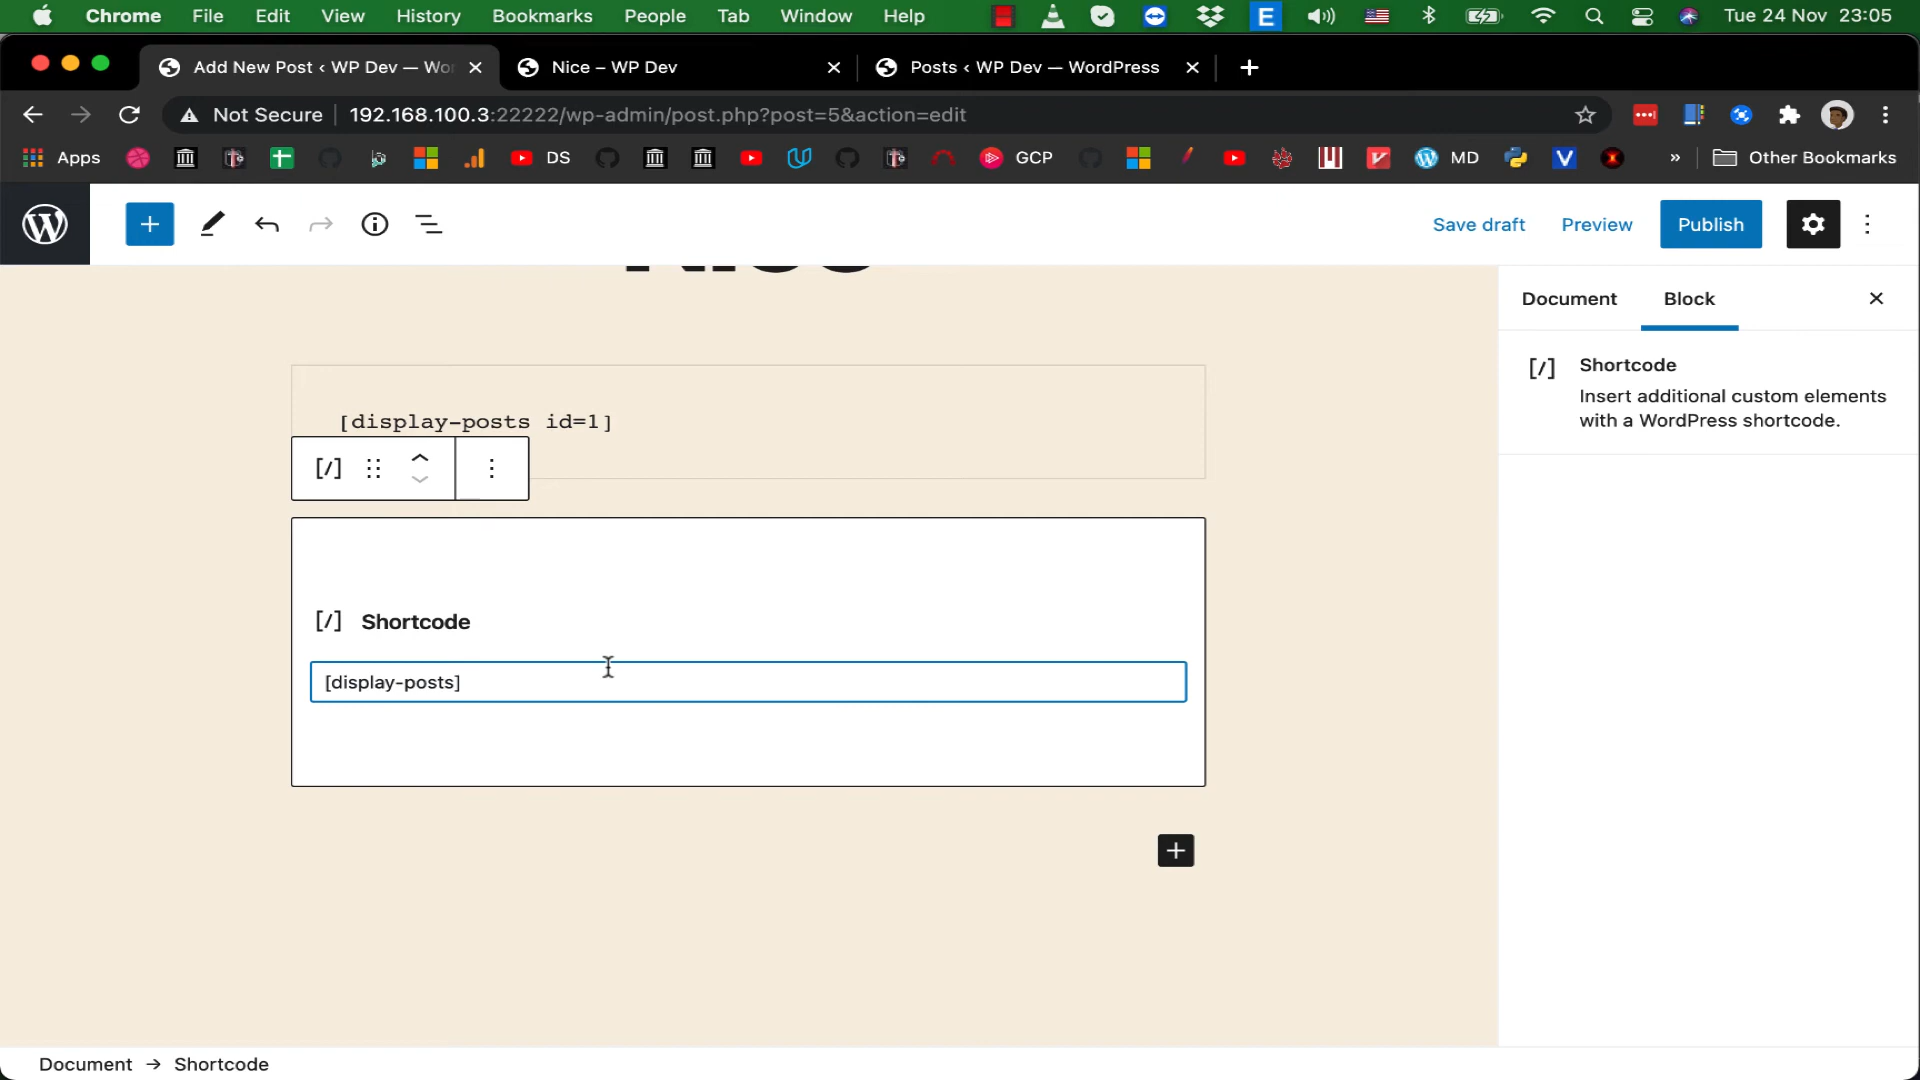 Chrome File Edit View History Bookmarks People Tab Window Help E Tue 24 Nov 23:05
Add New Post ‹ WP Dev — Wor Nice – WP Dev Posts ‹ WP Dev — WordPress
Not Secure 192.168.100.3:22222/wp-admin/post.php?post=5&action=edit
Apps DS GCP MD V » Other Bookmarks
Save draft Preview Publish
Nice
Document Block
[/] Shortcode
Insert additional custom elements
with a WordPress shortcode.
[display-posts id=1]
[/]
[/] Shortcode
[display-posts]
Document → Shortcode